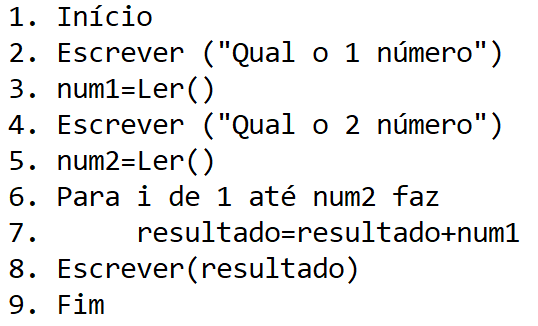 1. Início
2. Escrever ("Qual o 1 número")
3. num1=Ler()
4. Escrever ("Qual o 2 número")
5. num2=Ler()
6. Para i de 1 até num2 faz
7.     resultado=resultado+num1
8. Escrever(resultado)
9. Fim